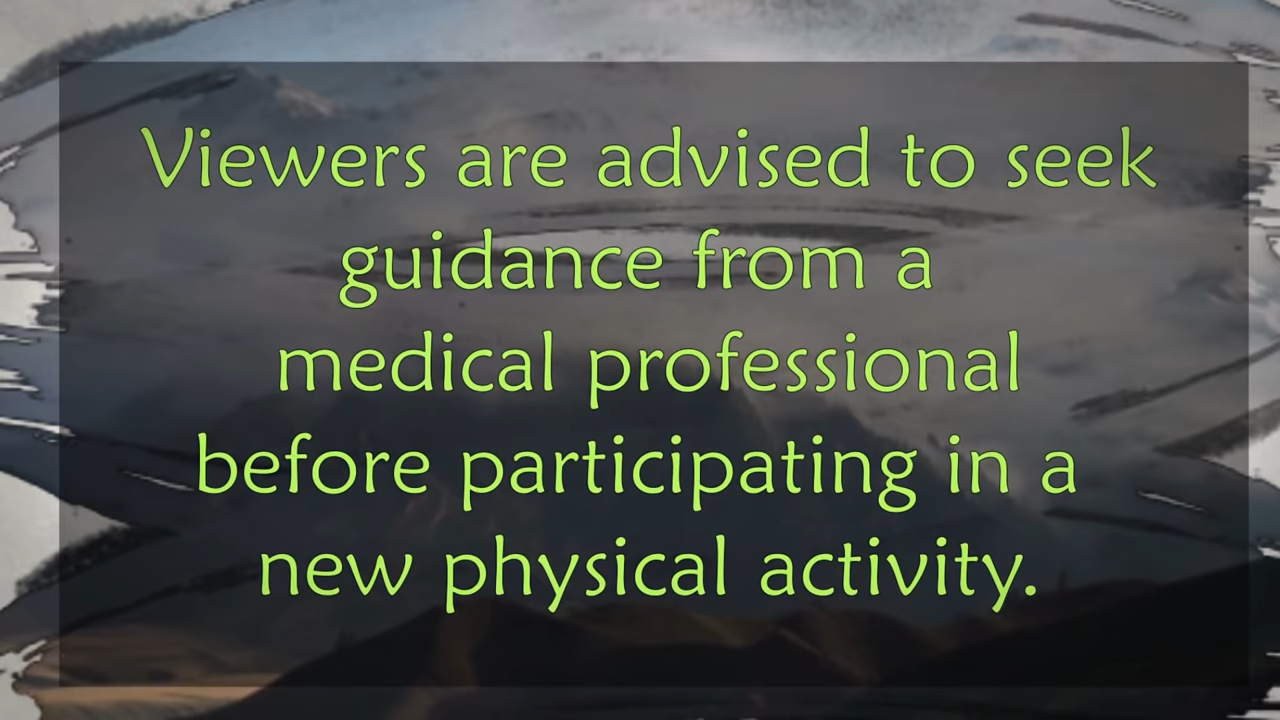 Viewers are advised to seek
guidance from a
medical professional
before participating in a
new physical activity.